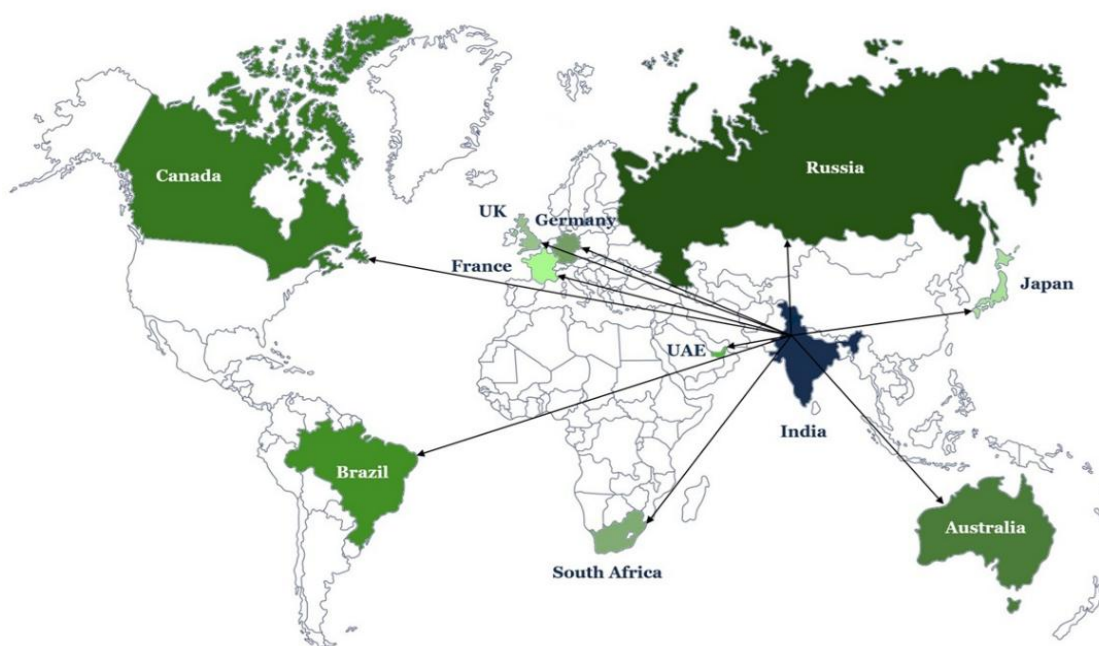 Canada
Russia
UK
Germany
France
Japan
UAE
India
Brazil
Australia
South Africa